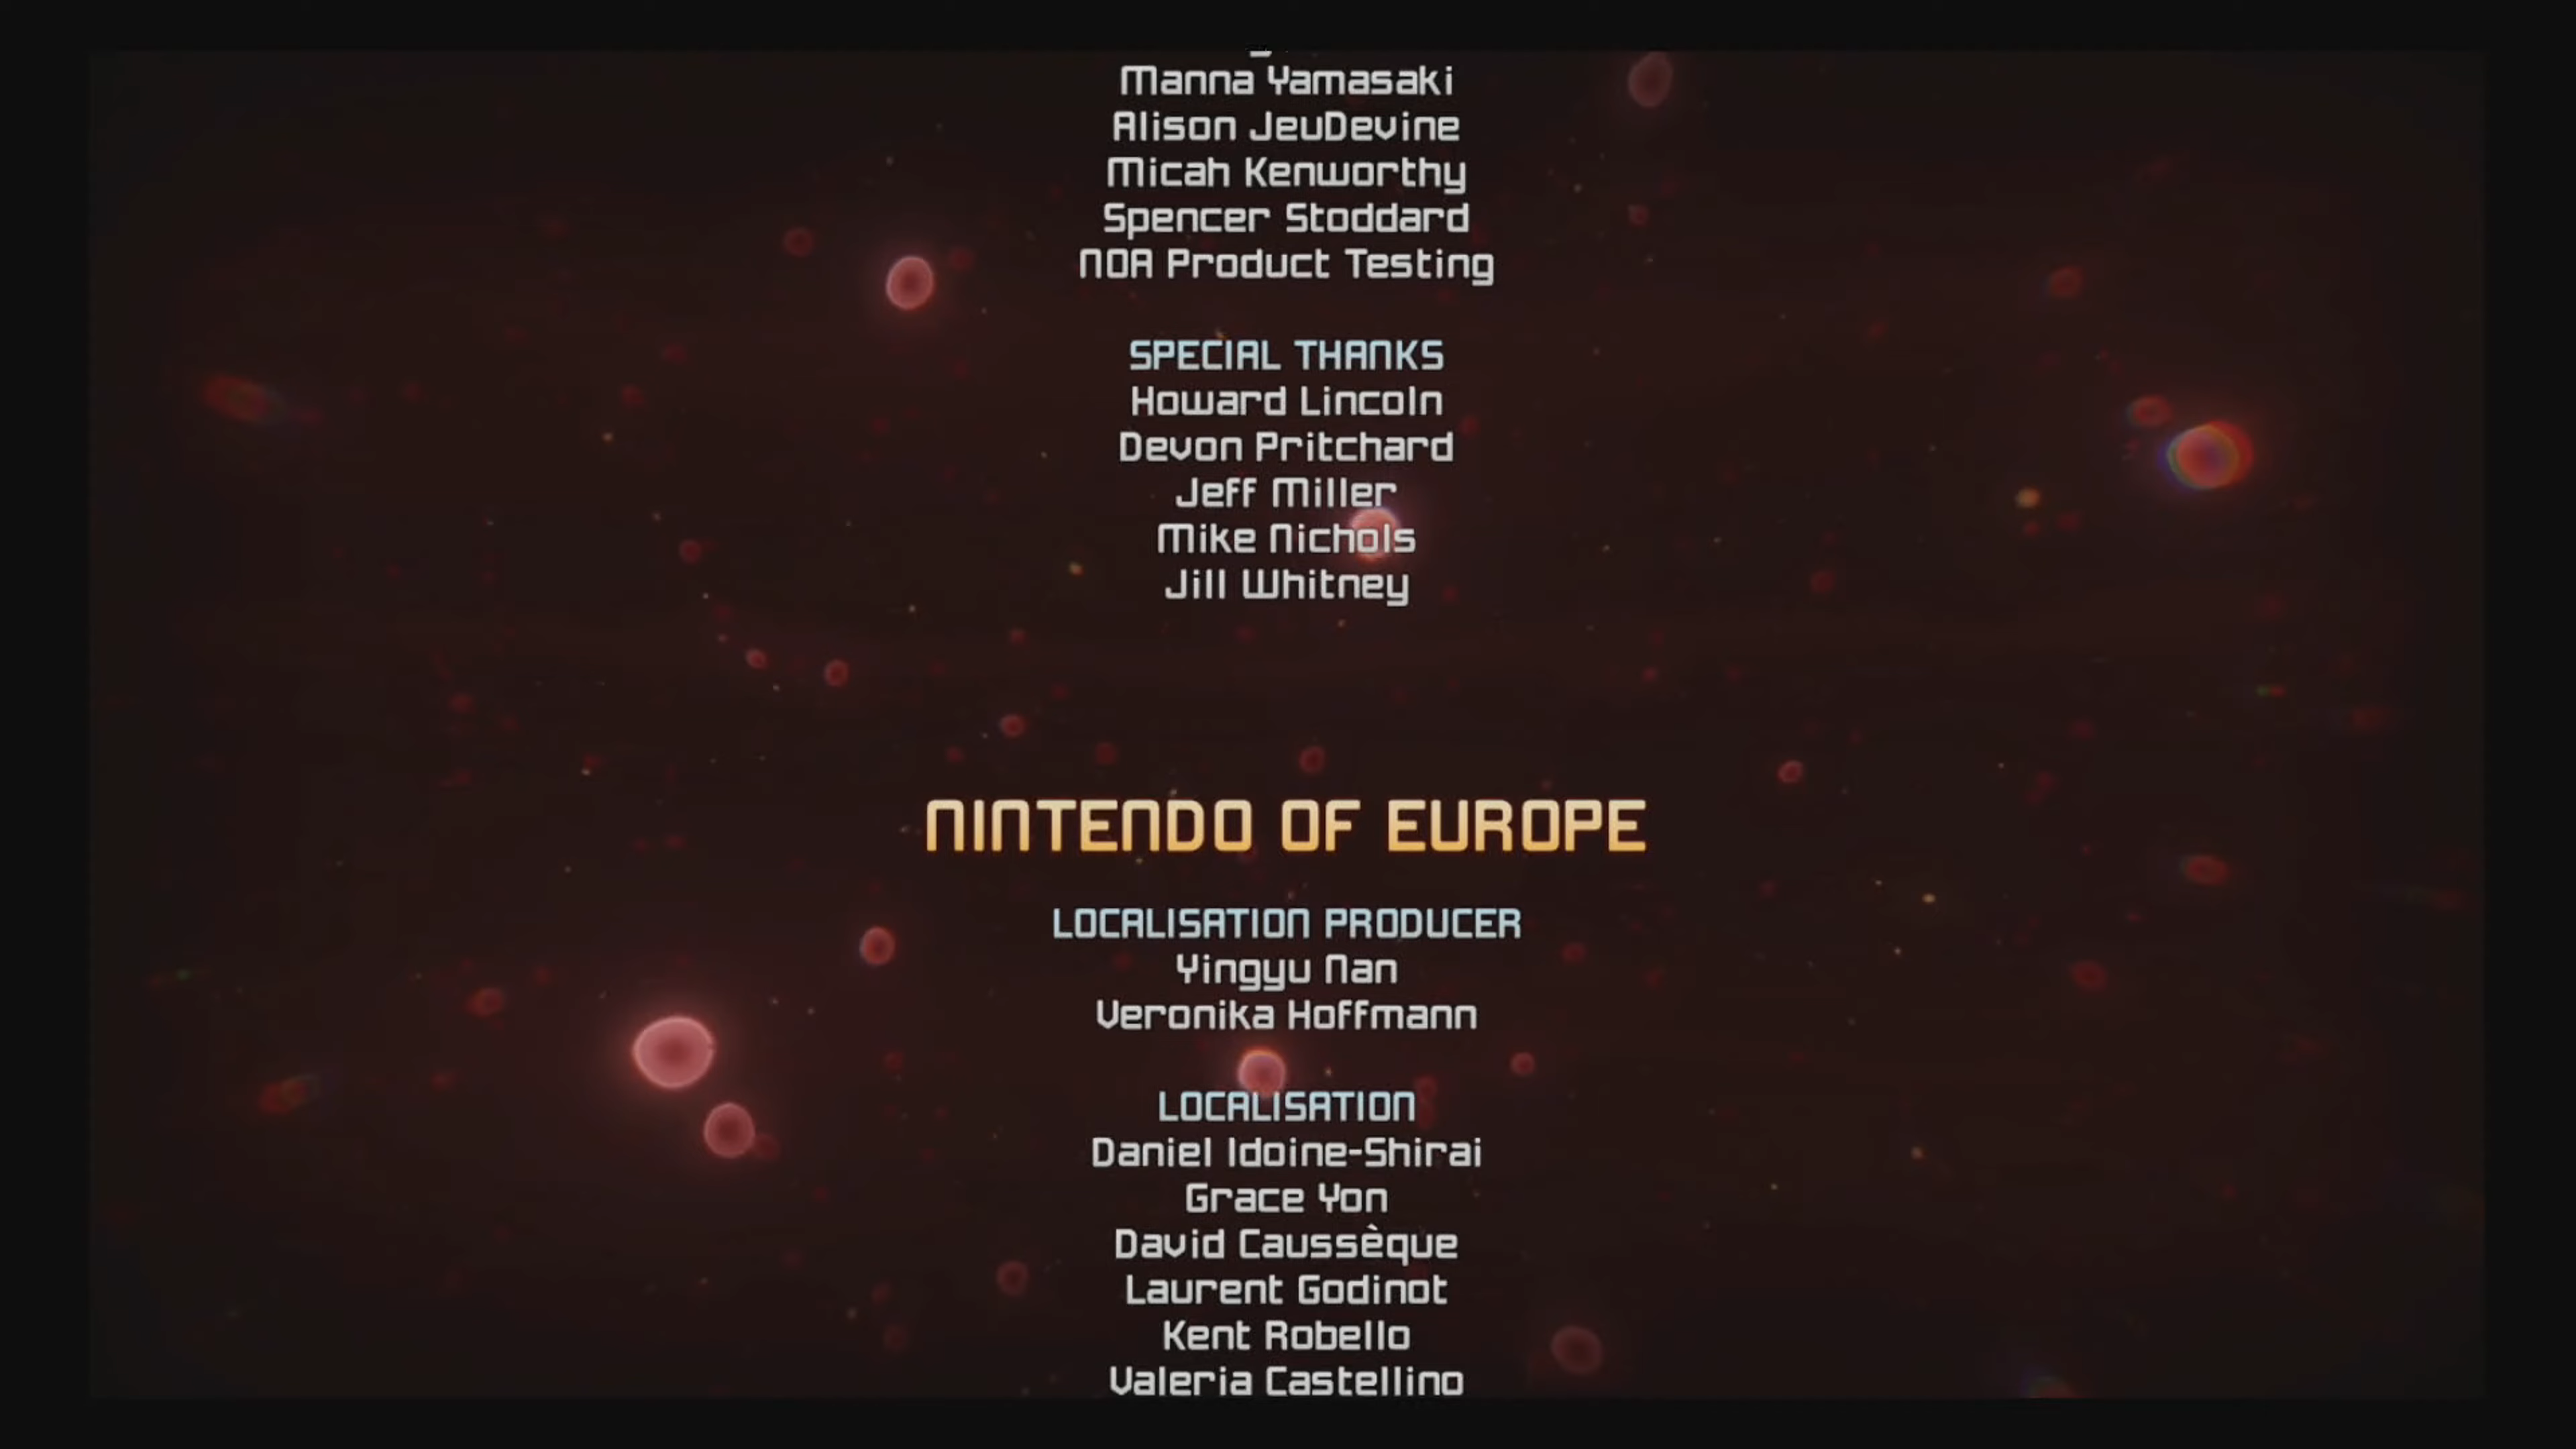 Manna Yamasaki
Alison JeuDevine
Micah Kenworthy
Spencer Stoddard
NOA Product Testing
SPECIAL THANKS
Howard Lincoln
Devon Pritchard
Jeff Miller
Mike Nichols
Jill Whitney
NINTENDO OF EUROPE
LOCALISATION PRODUCER
Yingyu Nan
Veronika Hoffmann
LOCALISATION
Daniel Idoine-Shirai
Grace Yon
David Caussèque
Laurent Godinot
Kent Robello
Valeria Castellino